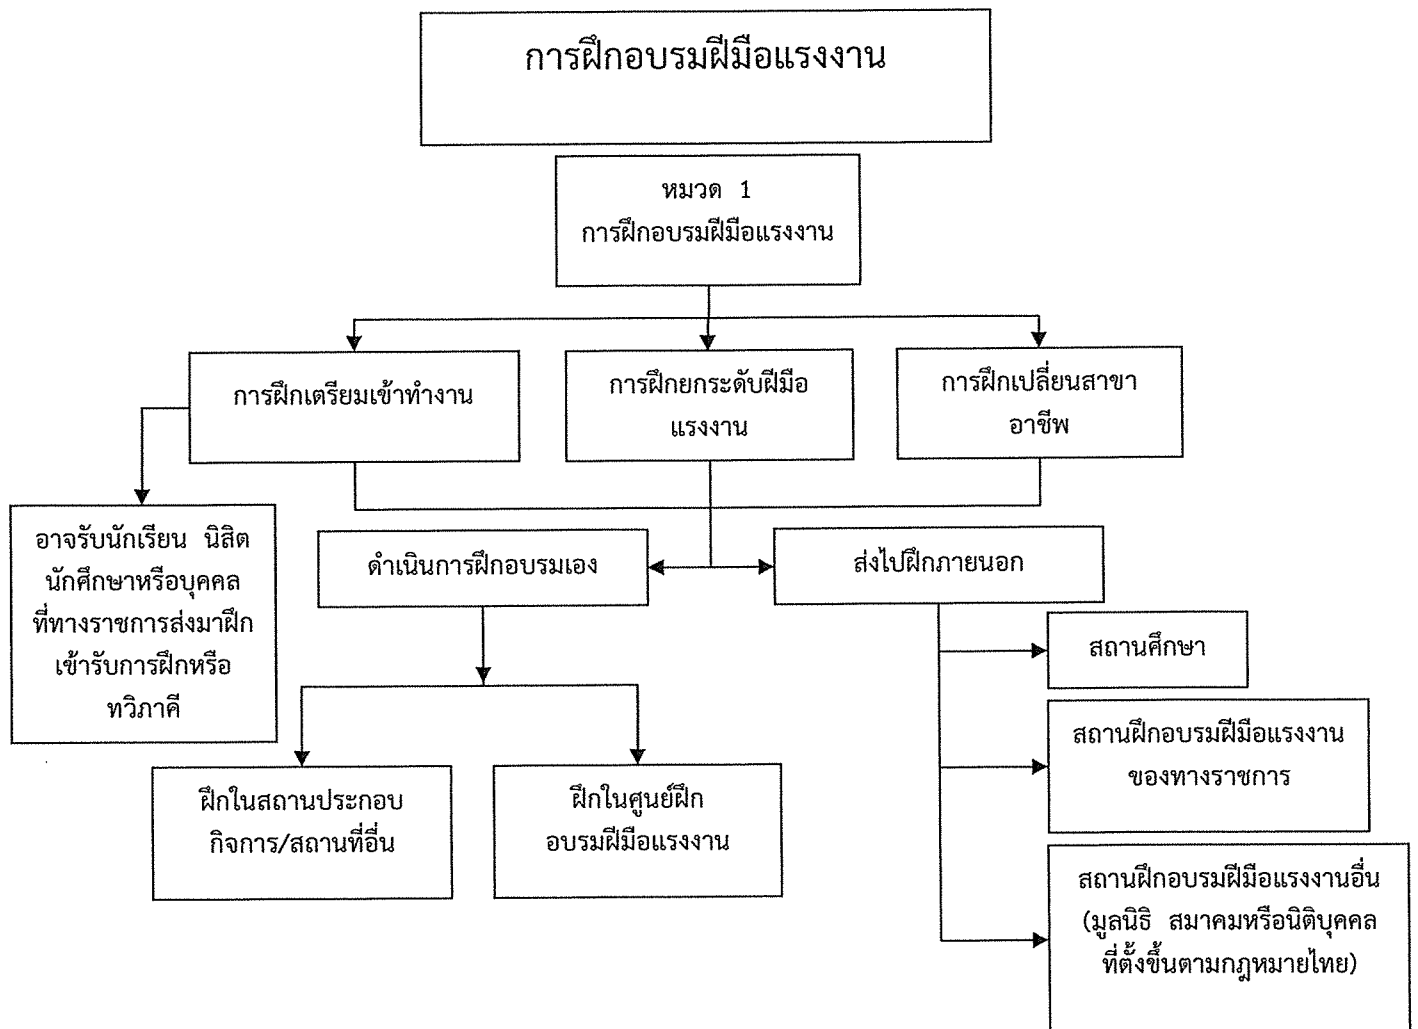 การฝึกอบรมฝีมือแรงงาน
หมวด 1
การฝึกอบรมฝีมือแรงงาน
การฝึกเตรียมเข้าทำงาน
การฝึกยกระดับฝีมือ
แรงงาน
การฝึกเปลี่ยนสาขา
อาชีพ
อาจรับนักเรียน นิสิต
นักศึกษาหรือบุคคล
ที่ทางราชการส่งมาฝึก
เข้ารับการฝึกหรือ
ทวิภาคี
ดำเนินการฝึกอบรมเอง
ส่งไปฝึกภายนอก
ฝึกในสถานประกอบ
กิจการ/สถานที่อื่น
ฝึกในศูนย์ฝึก
อบรมฝีมือแรงงาน
สถานศึกษา
สถานฝึกอบรมฝีมือแรงงาน
ของทางราชการ
สถานฝึกอบรมฝีมือแรงงานอื่น
(มูลนิธิ สมาคมหรือนิติบุคคล
ที่ตั้งขึ้นตามกฎหมายไทย)